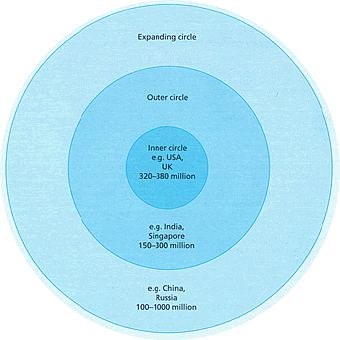 Expanding circle
Outer circle
Inner circle
e.g. USA,
UK
320–380 million
e.g. India,
Singapore
150–300 million
e.g. China,
Russia
100–1000 million